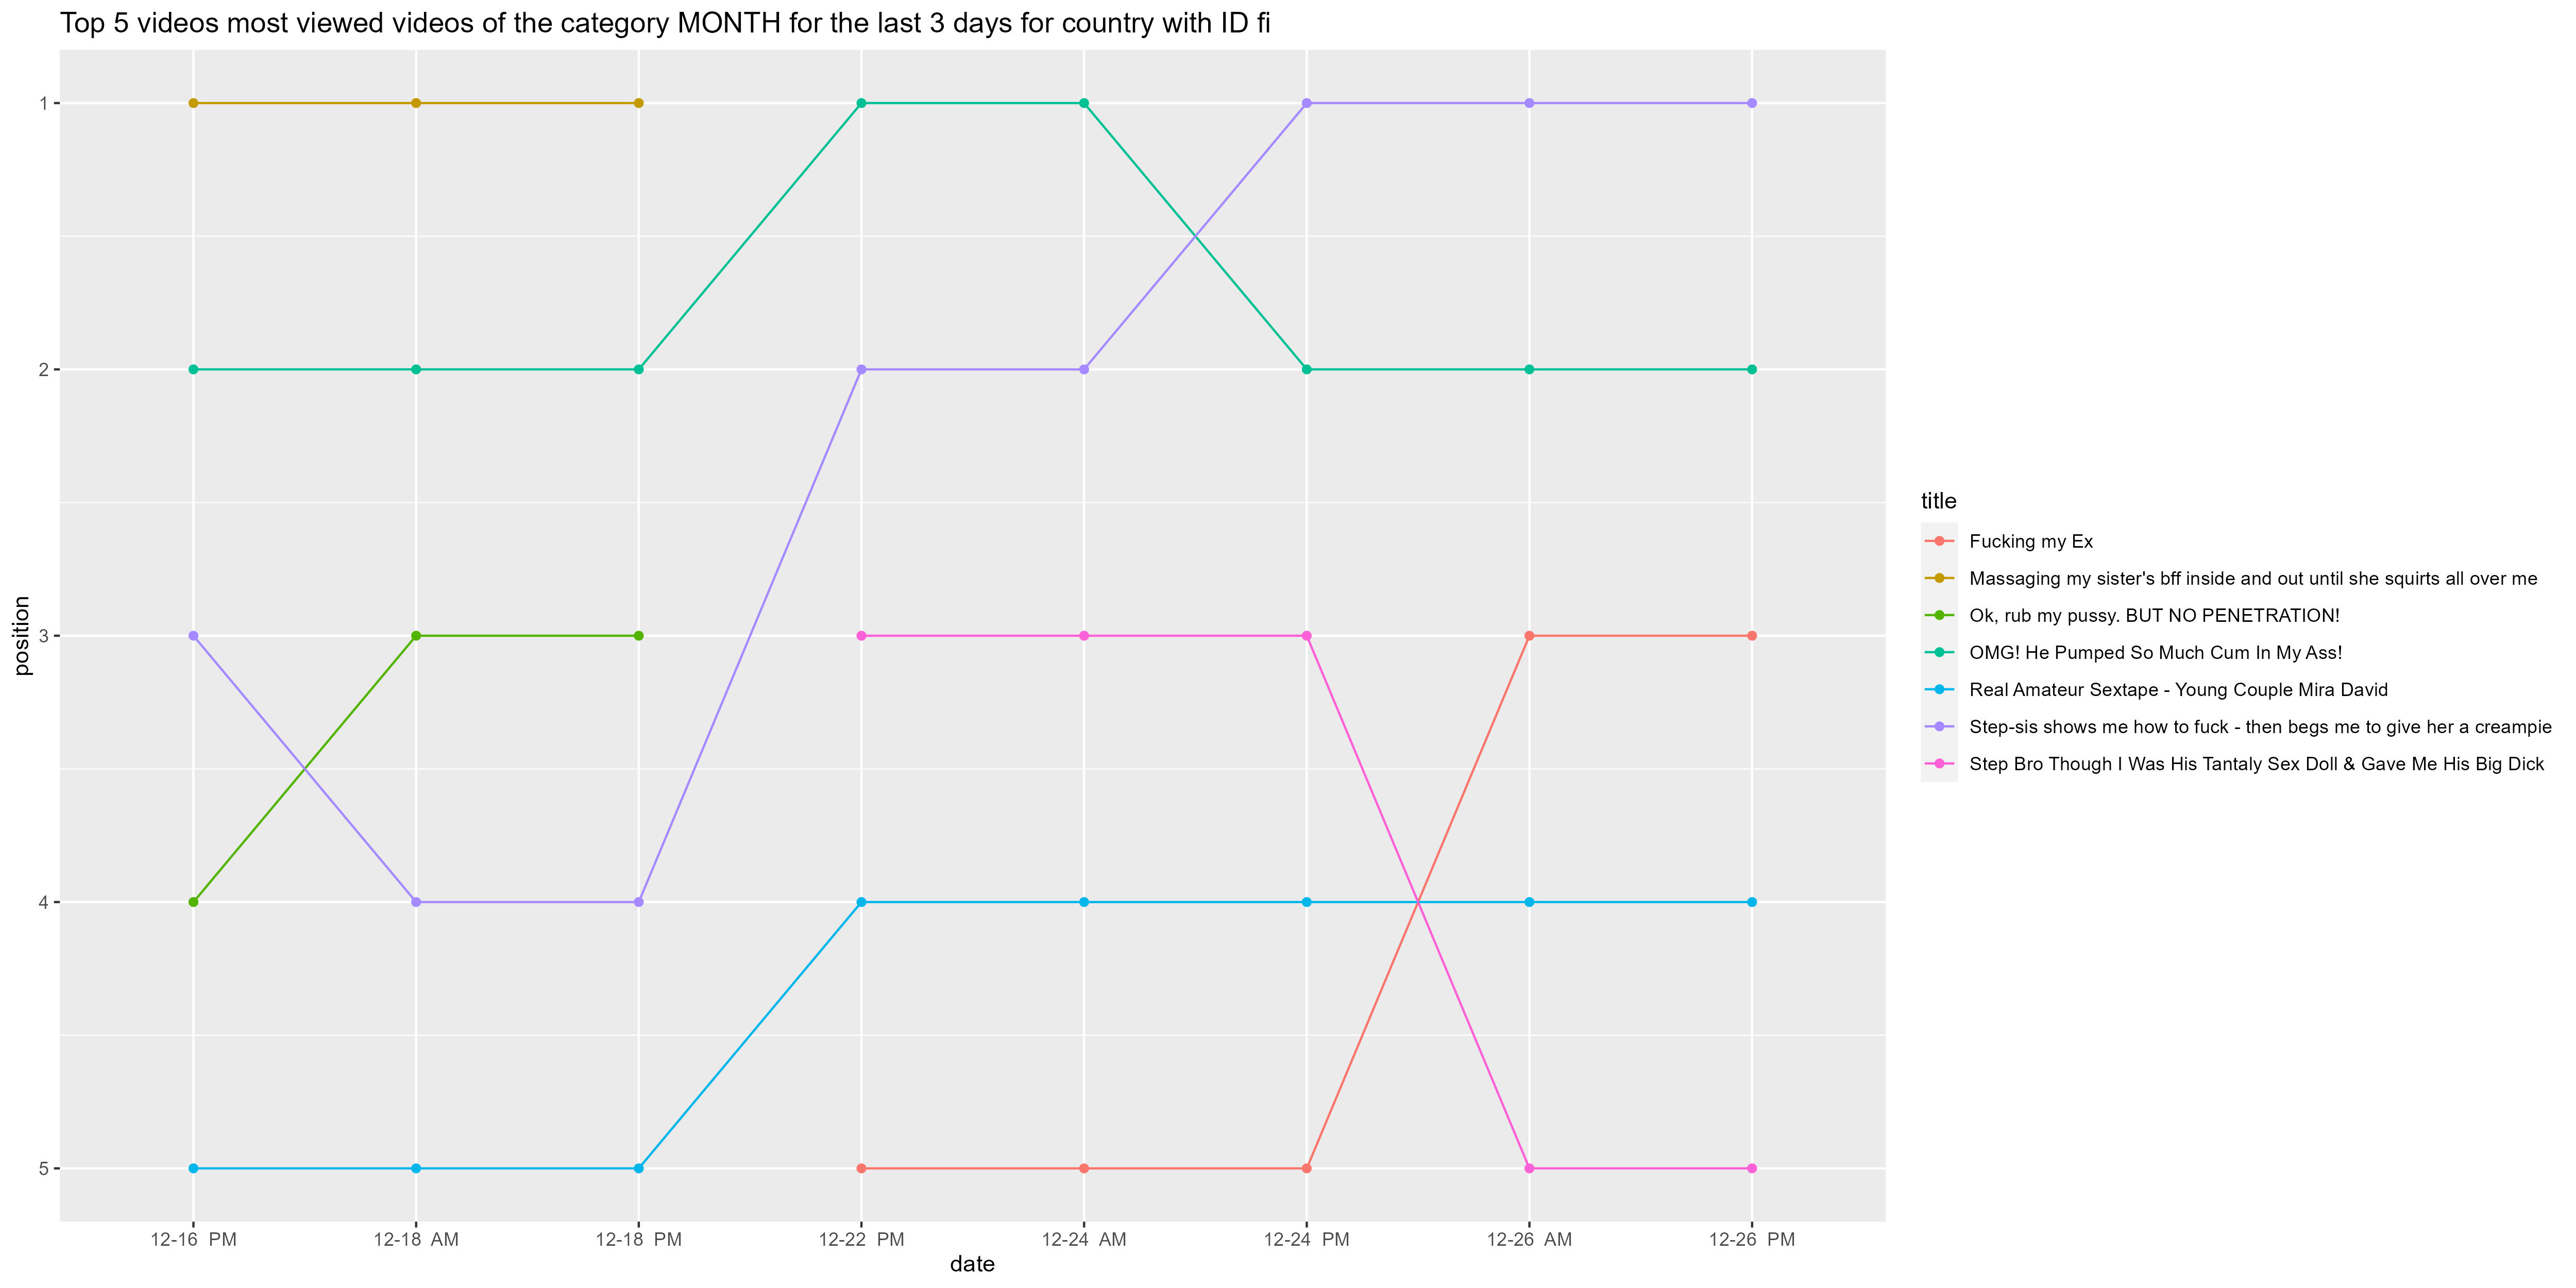 Top 5 videos most viewed videos of the category MONTH for the last 3 days for country with ID fi
position
1
2
3
4
5
12-16 PM
12-18 AM
12-18 PM
12-22 PM
12-24 AM
12-24 PM
12-26 AM
12-26 PM
date
title
Fucking my Ex
Massaging my sister's bff inside and out until she squirts all over me
Ok, rub my pussy. BUT NO PENETRATION!
OMG! He Pumped So Much Cum In My Ass!
Real Amateur Sextape - Young Couple Mira David
Step-sis shows me how to fuck - then begs me to give her a creampie
Step Bro Though I Was His Tantaly Sex Doll & Gave Me His Big Dick